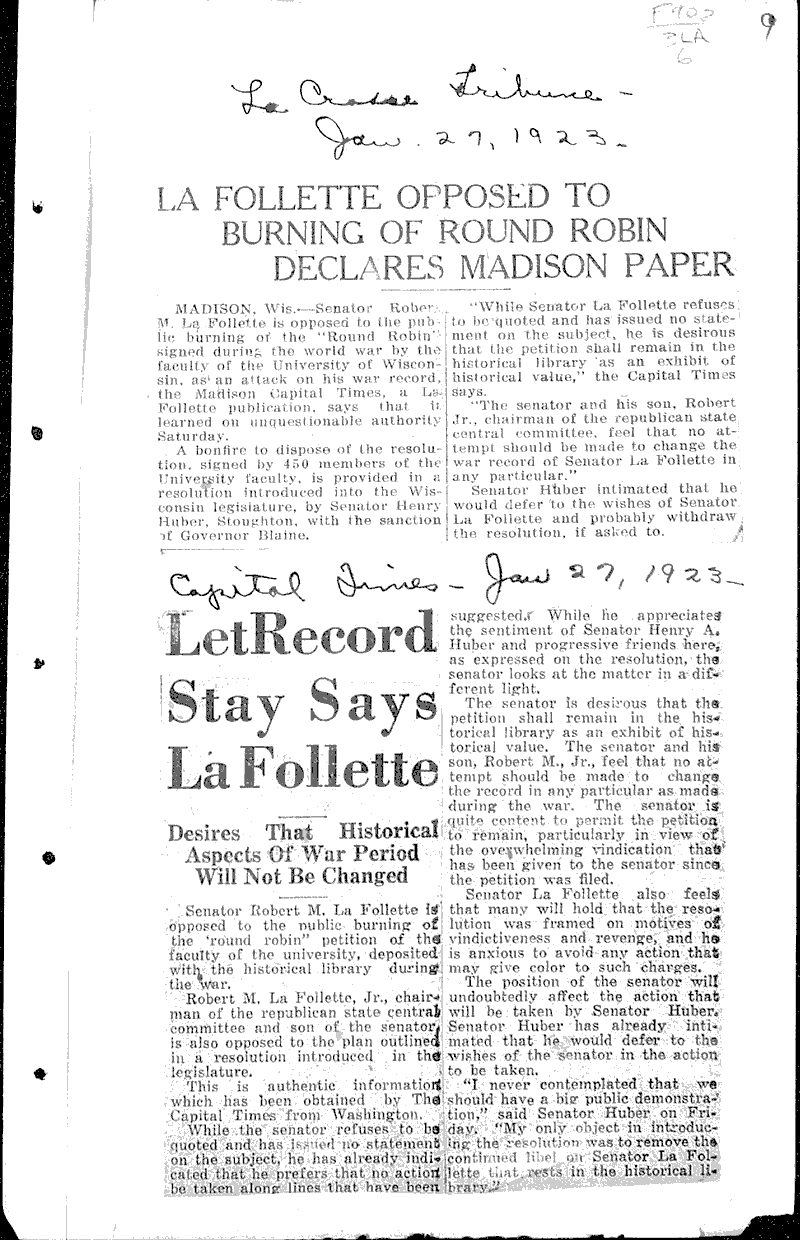 F902
3LA
6
9
La Crosse Tribune -
Jan. 27, 1923.
LA FOLLETTE OPPOSED TO
BURNING OF ROUND ROBIN
DECLARES MADISON PAPER
MADISON, Wis.—Senator Rober
M. La Follette is opposed to the pub-
lic burning of the "Round Robin"
signed during the world war by the
faculty of the University of Wiscon-
sin, as an attack on his war record,
the Madison Capital Times, a La
Follette publication, says that it
learned on unquestionable authority
Saturday.
A bonfire to dispose of the resolu-
tion, signed by 450 members of the
University faculty, is provided in a
resolution introduced into the Wis-
consin legislature, by Senator Henry
Huber, Stoughton, with the sanction
of Governor Blaine.
"While Senator La Follette refuses
to be quoted and has issued no state-
ment on the subject, he is desirous
that the petition shall remain in the
historical library as an exhibit of
historical value," the Capital Times
says.
"The senator and his son, Robert
Jr., chairman of the republican state
central committee, feel that no at-
tempt should be made to change the
war record of Senator La Follette in
any particular."
Senator Huber intimated that he
would defer to the wishes of Senator
La Follette and probably withdraw
the resolution, if asked to.
Capital Times - Jan 27, 1923-
Let Record
Stay Says
La Follette
Desires That Historical
Aspects Of War Period
Will Not Be Changed
Senator Robert M. La Follette is
opposed to the public burning of
the 'round robin" petition of the
faculty of the university, deposited
with the historical library during
the war.
Robert M. La Follette, Jr., chair-
man of the republican state central
committee and son of the senator,
is also opposed to the plan outlined
in a resolution introduced in the
legislature.
This is authentic information
which has been obtained by The
Capital Times from Washington.
While the senator refuses to be
quoted and has issued no statement
on the subject, he has already indi-
cated that he prefers that no action
be taken along lines that have been
suggested. While he appreciates
the sentiment of Senator Henry A.
Huber and progressive friends here,
as expressed on the resolution, the
senator looks at the matter in a dif-
ferent light.
The senator is desirous that the
petition shall remain in the his-
torical library as an exhibit of his-
torical value. The senator and his
son, Robert M., Jr., feel that no at-
tempt should be made to change
the record in any particular as made
during the war. The senator is
quite content to permit the petition
to remain, particularly in view of
the overwhelming vindication that
has been given to the senator since
the petition was filed.
Senator La Follette also feels
that many will hold that the reso-
lution was framed on motives of
vindictiveness and revenge, and he
is anxious to avoid any action that
may give color to such charges.
The position of the senator will
undoubtedly affect the action that
will be taken by Senator Huber.
Senator Huber has already inti-
mated that he would defer to the
wishes of the senator in the action
to be taken.
"I never contemplated that we
should have a big public demonstra-
tion," said Senator Huber on Fri-
day. "My only object in introduc-
ing the resolution was to remove the
continued libel on Senator La Fol-
lette that rests in the historical li-
brary."